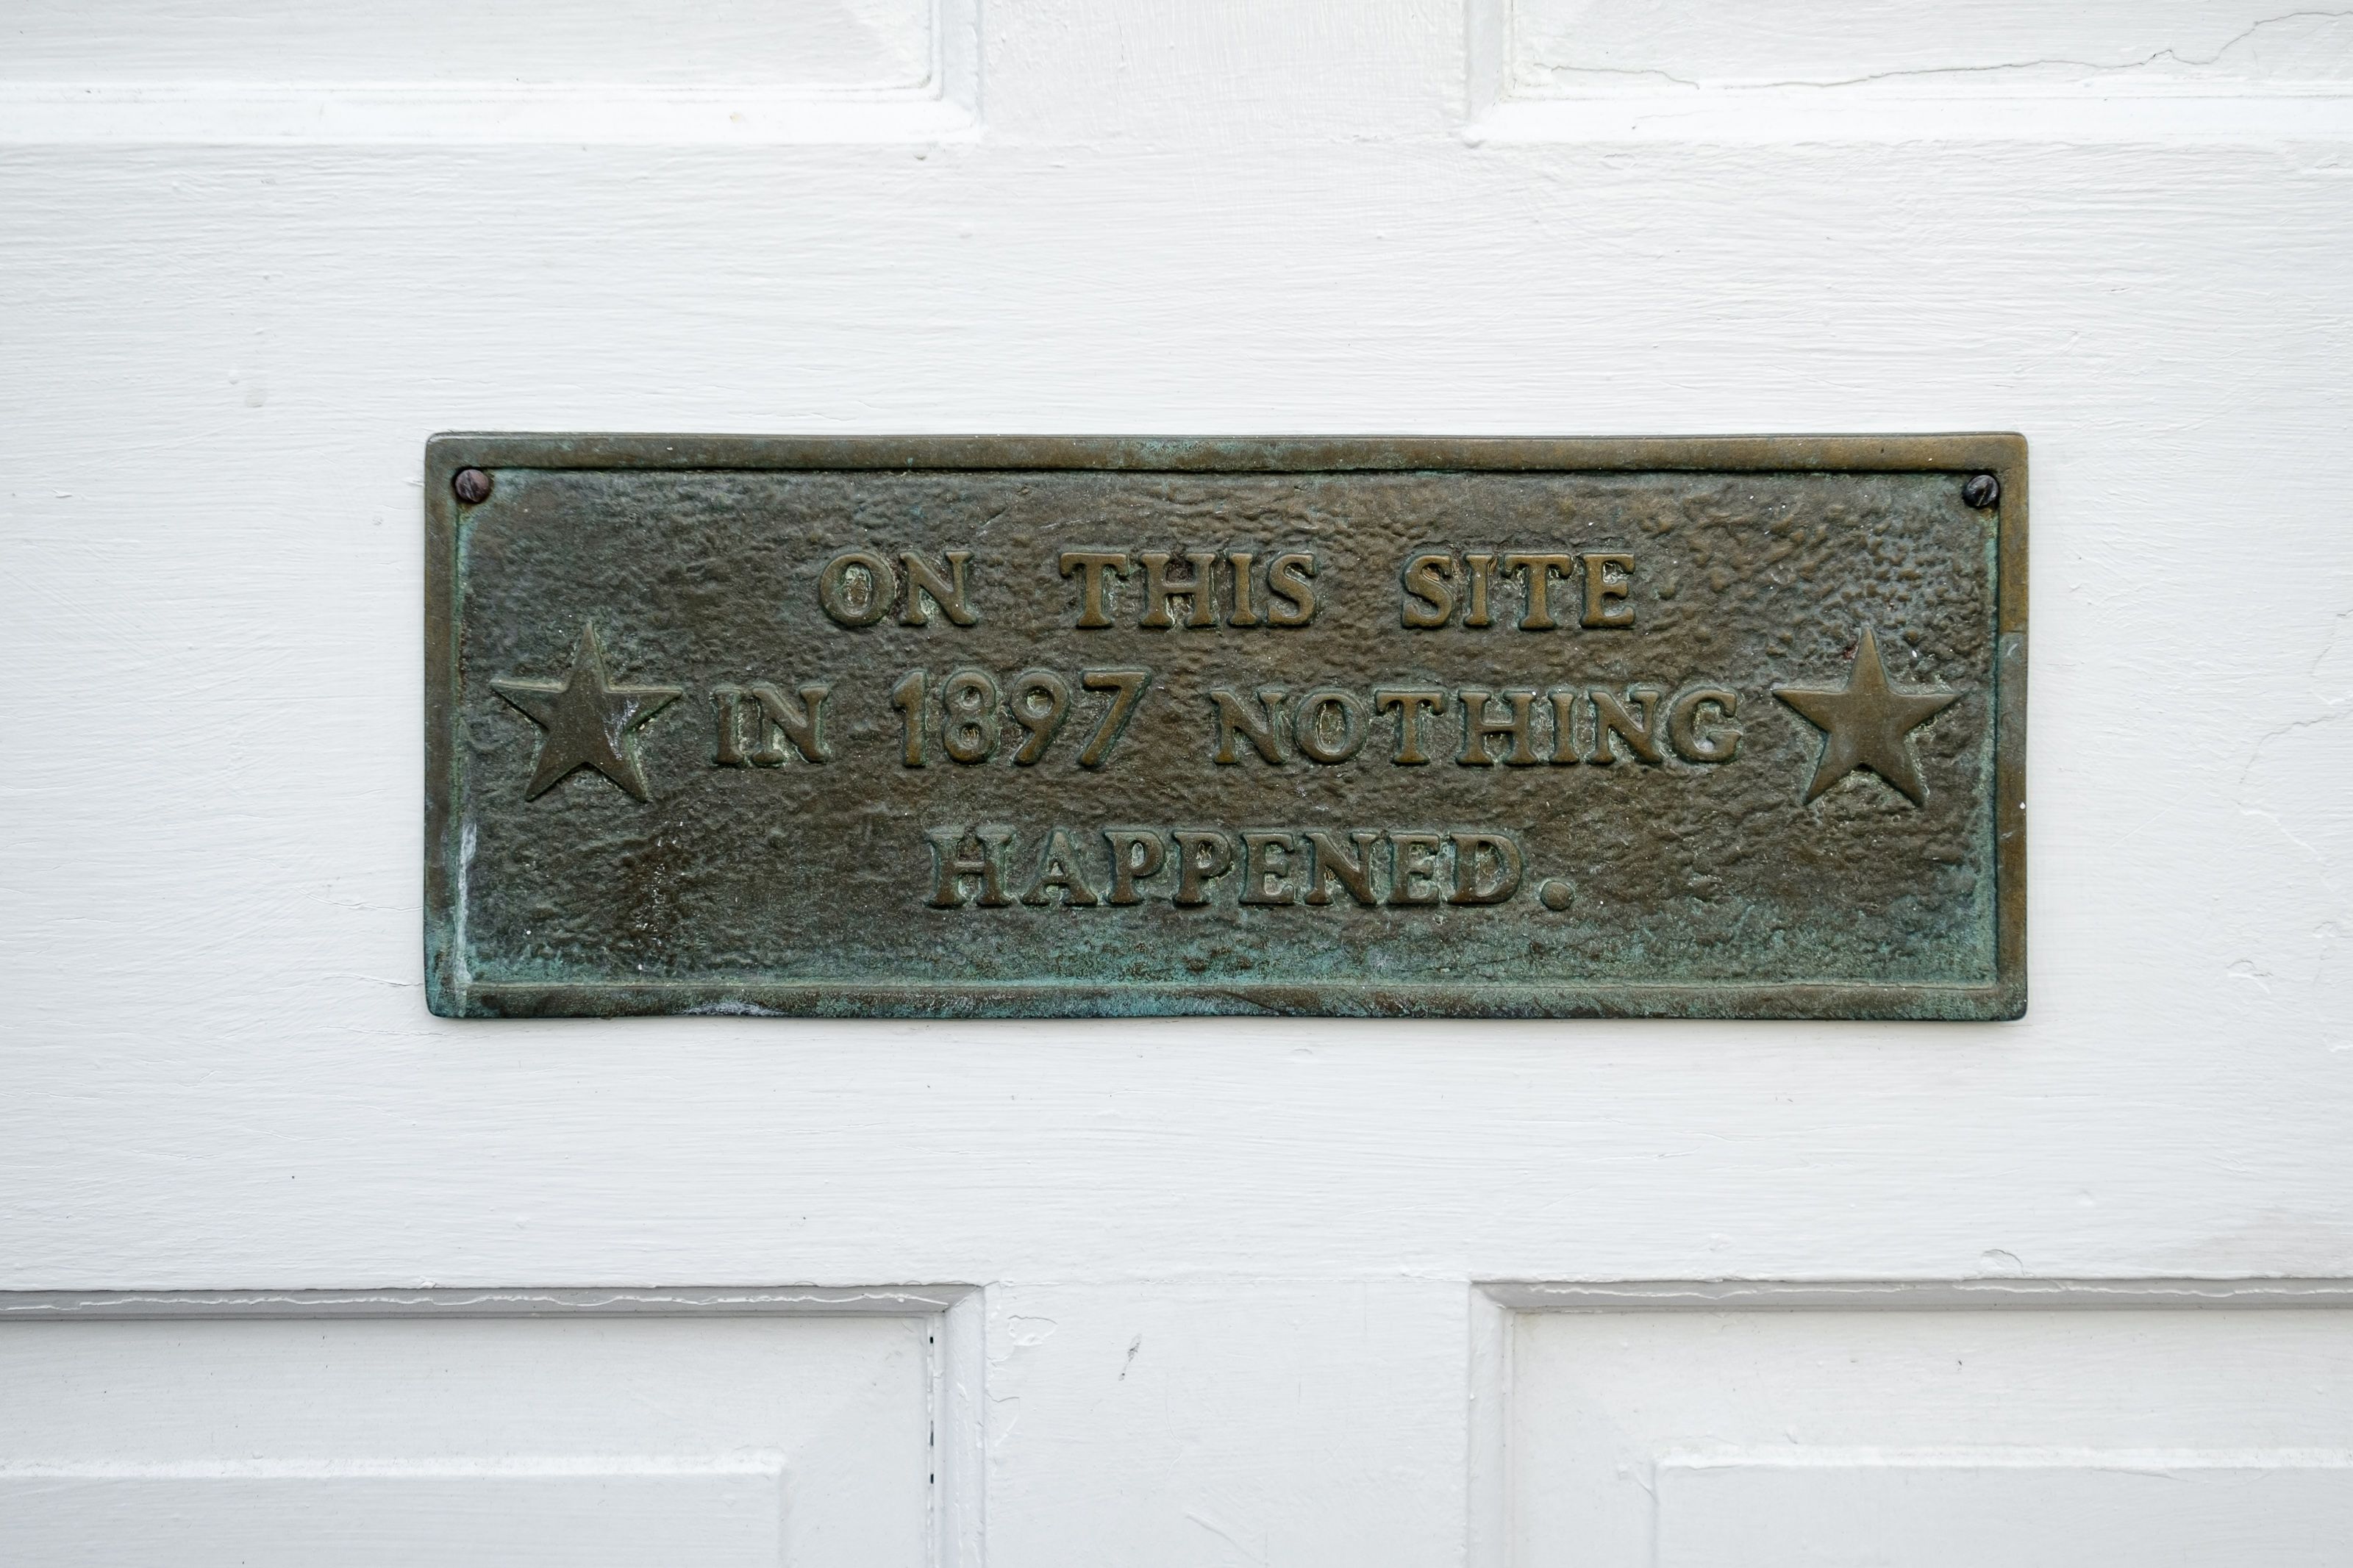 ON THIS SITE
IN 1897 NOTHING
HAPPENED.